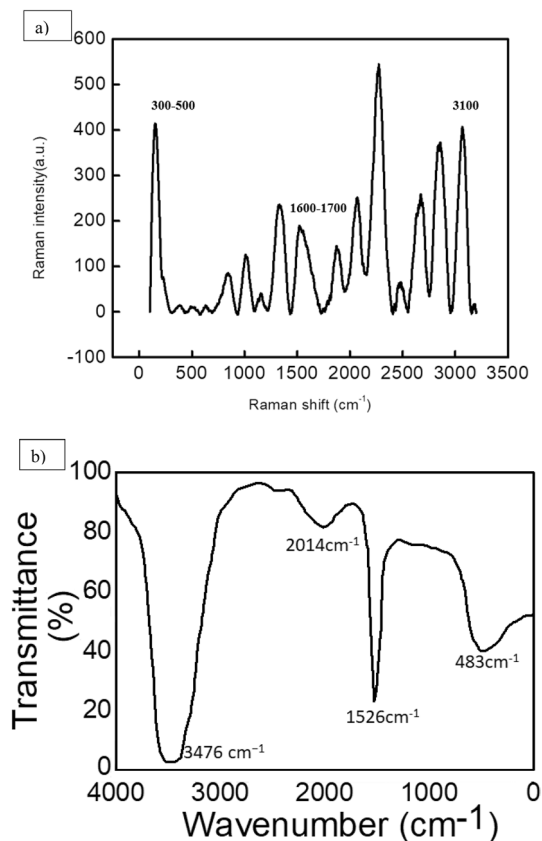 a)
600
500
400
300
200
100
0
-100
Raman intensity(a.u.)
300-500
1600-1700
3100
0 500 1000 1500 2000 2500 3000 3500
Raman shift (cm⁻¹)
b)
100
80
60
40
20
0
Transmittance
(%)
2014cm⁻¹
483cm⁻¹
1526cm⁻¹
3476 cm⁻¹
4000 3000 2000 1000 0
Wavenumber (cm⁻¹)